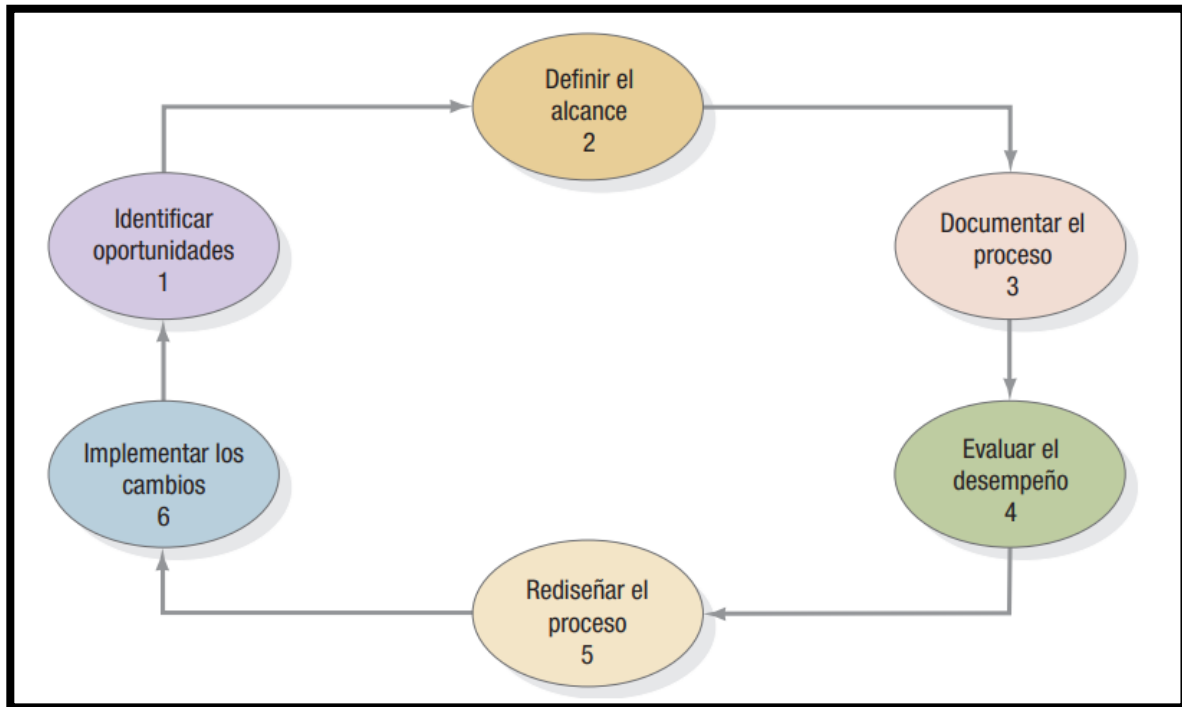 Definir el
alcance
2
Identificar
oportunidades
1
Documentar el
proceso
3
Implementar los
cambios
6
Evaluar el
desempeño
4
Rediseñar el
proceso
5